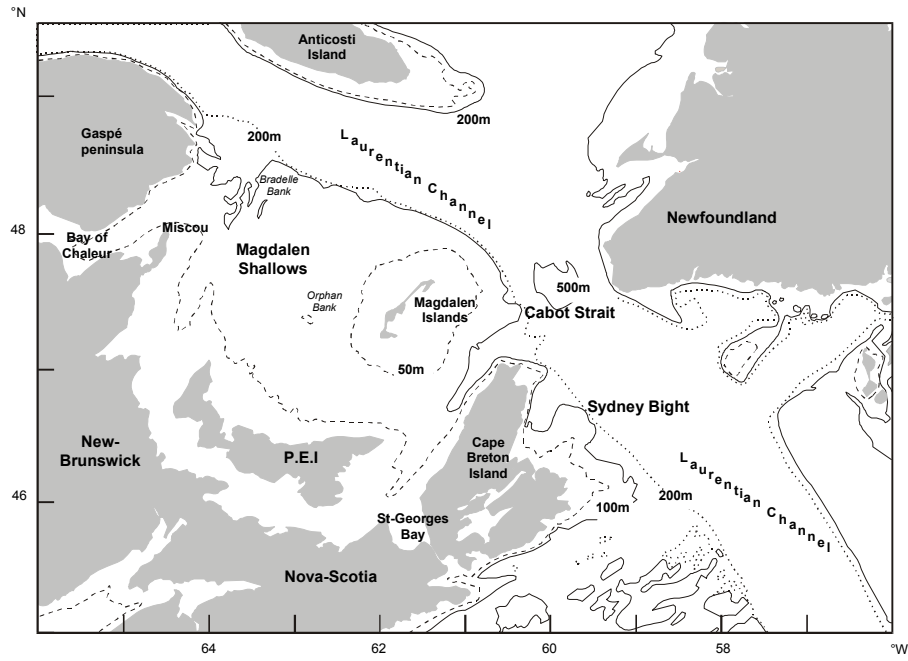 °N
Anticosti
Island
200m
Gaspé
peninsula
200m
Laurentian Channel
Bradelle
Bank
Newfoundland
48
Miscou
Bay of
Chaleur
Magdalen
Shallows
500m
Orphan
Bank
Magdalen
Islands
Cabot Strait
50m
Sydney Bight
New-
Brunswick
P.E.I
Cape
Breton
Island
Laurentian Channel
46
200m
100m
St-Georges
Bay
Nova-Scotia
64
62
60
58
°W